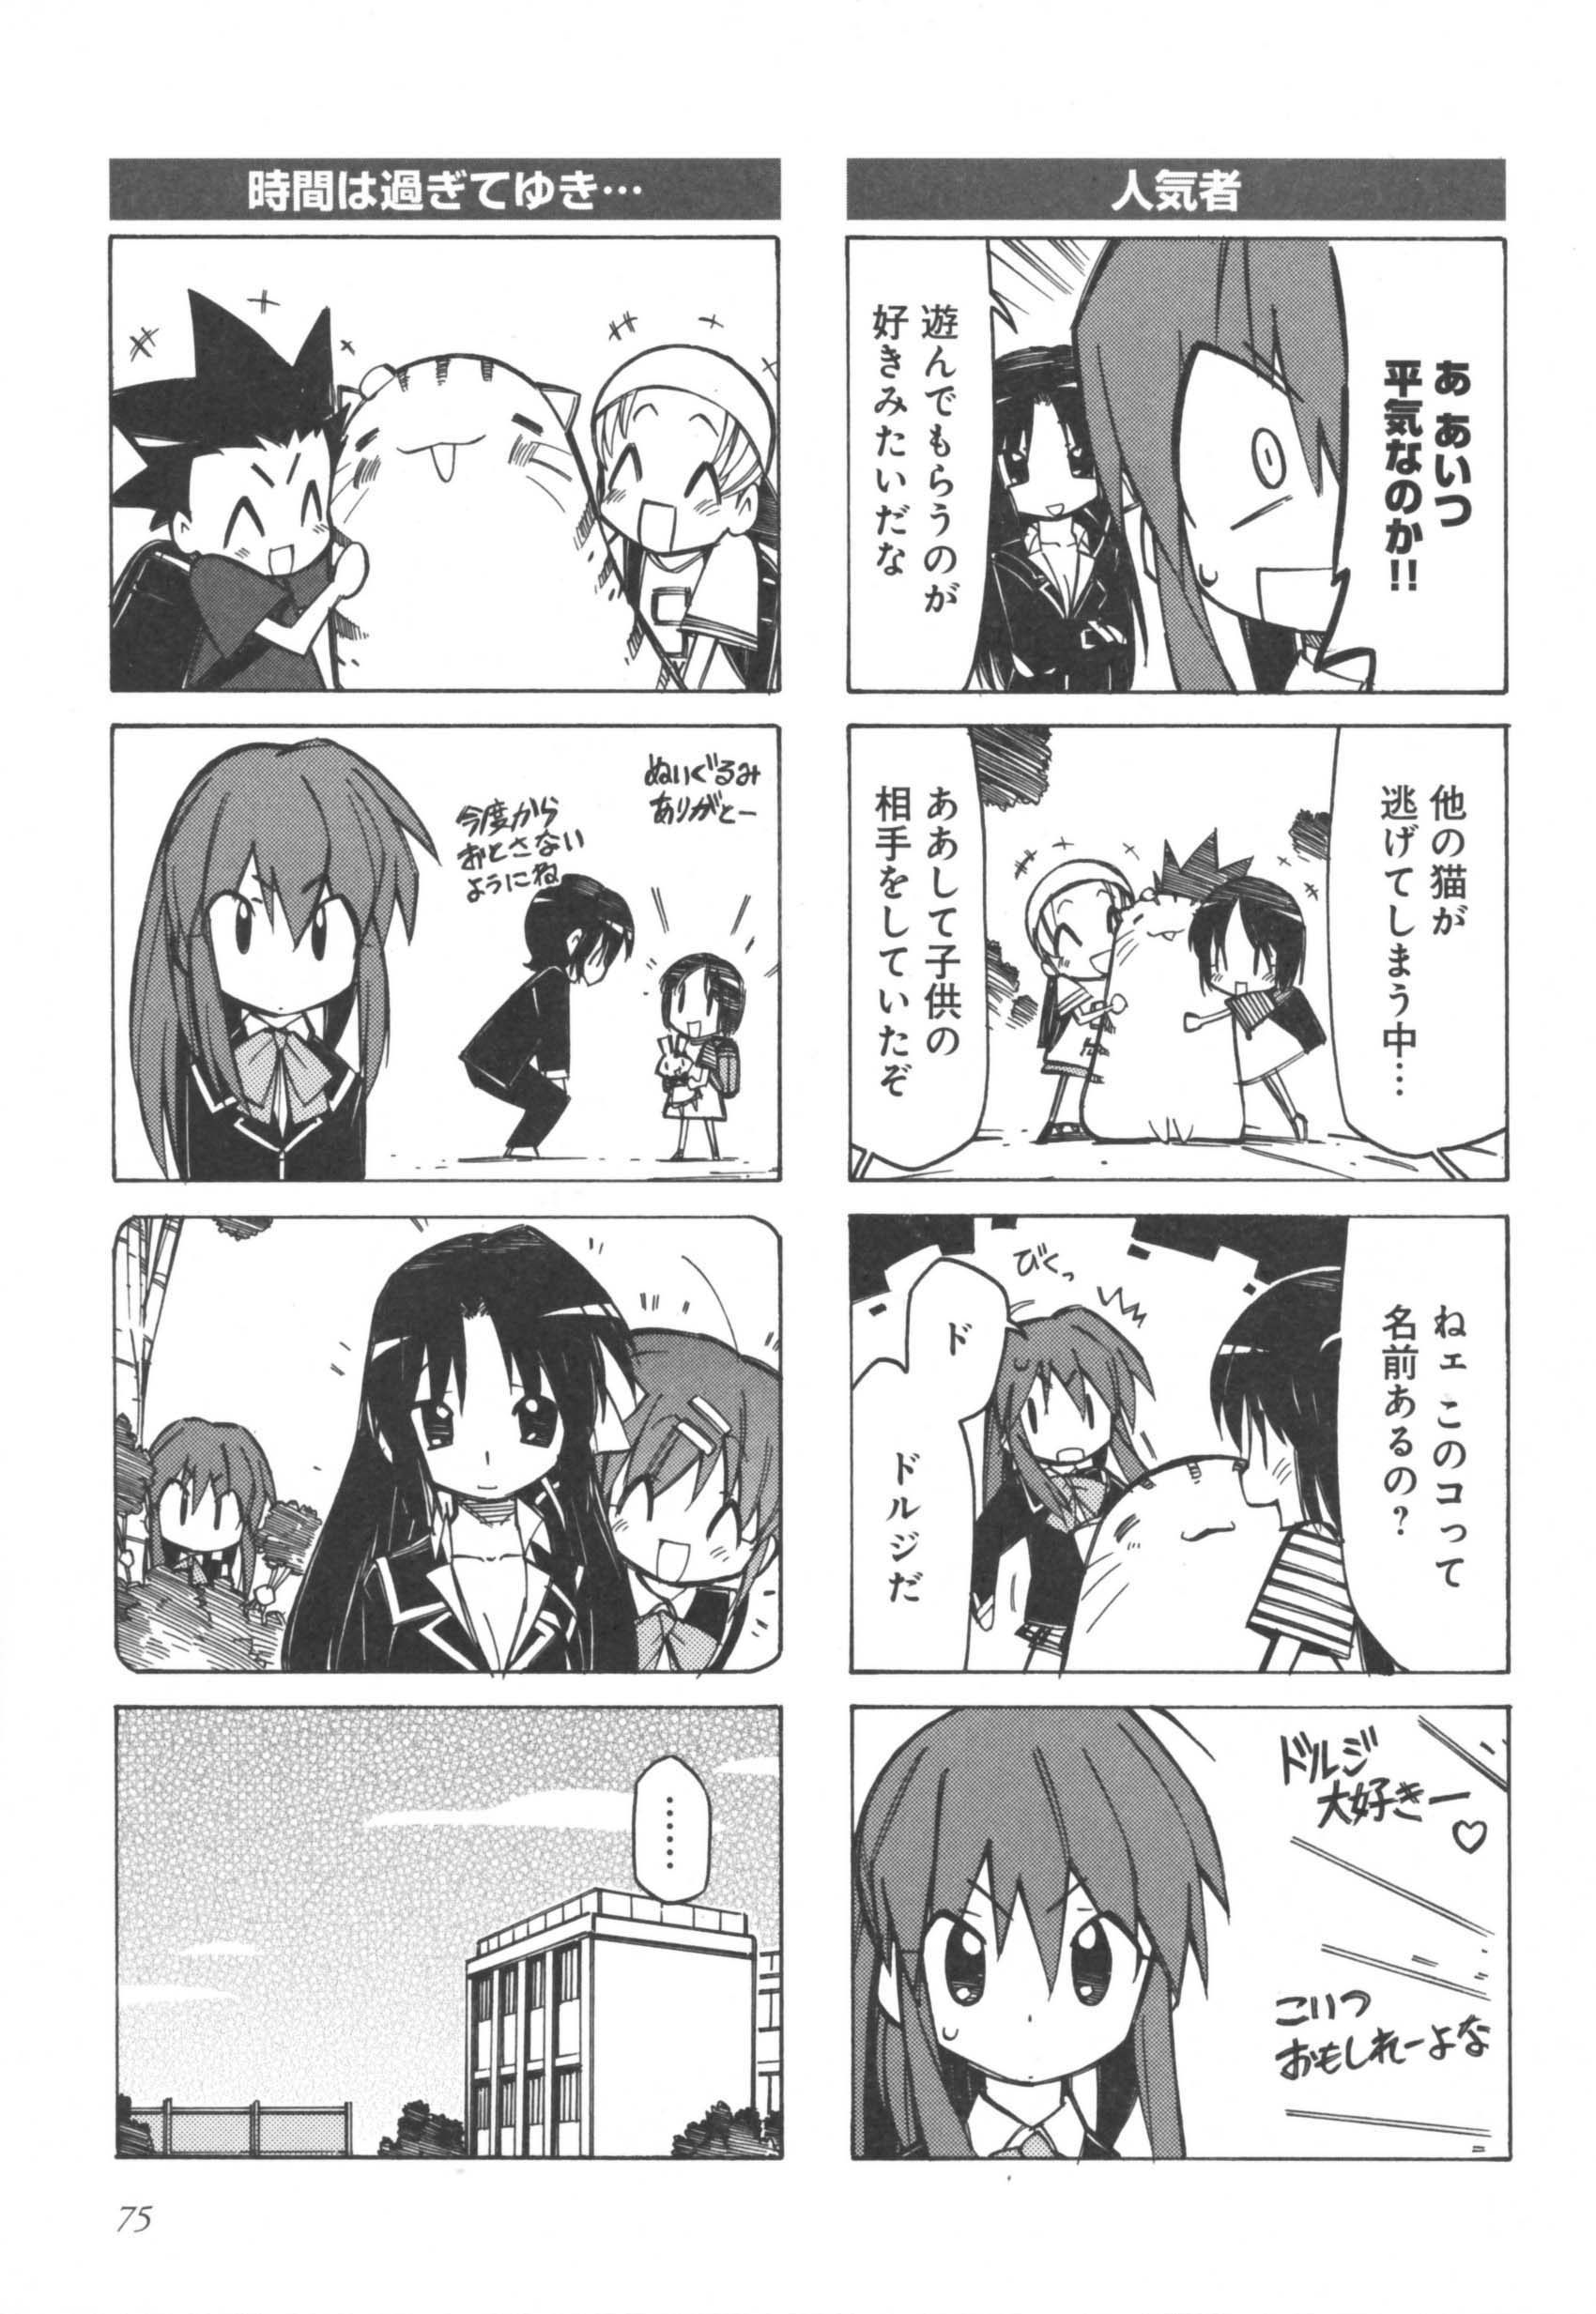 人気者
あ あいつ
平気なのか!!
遊んでもらうのが
好きみたいだな
他の猫が
逃げてしまう中…
ああして子供の
相手をしていたぞ
ねェ このコって
名前あるの？
びくっ
ド
ドルジだ
ドルジ
大好きー♡
こいつ
おもしれーよな
時間は過ぎてゆき…
ぬいぐるみ
ありがとー
今度から
おとさない
ようにね
……
75